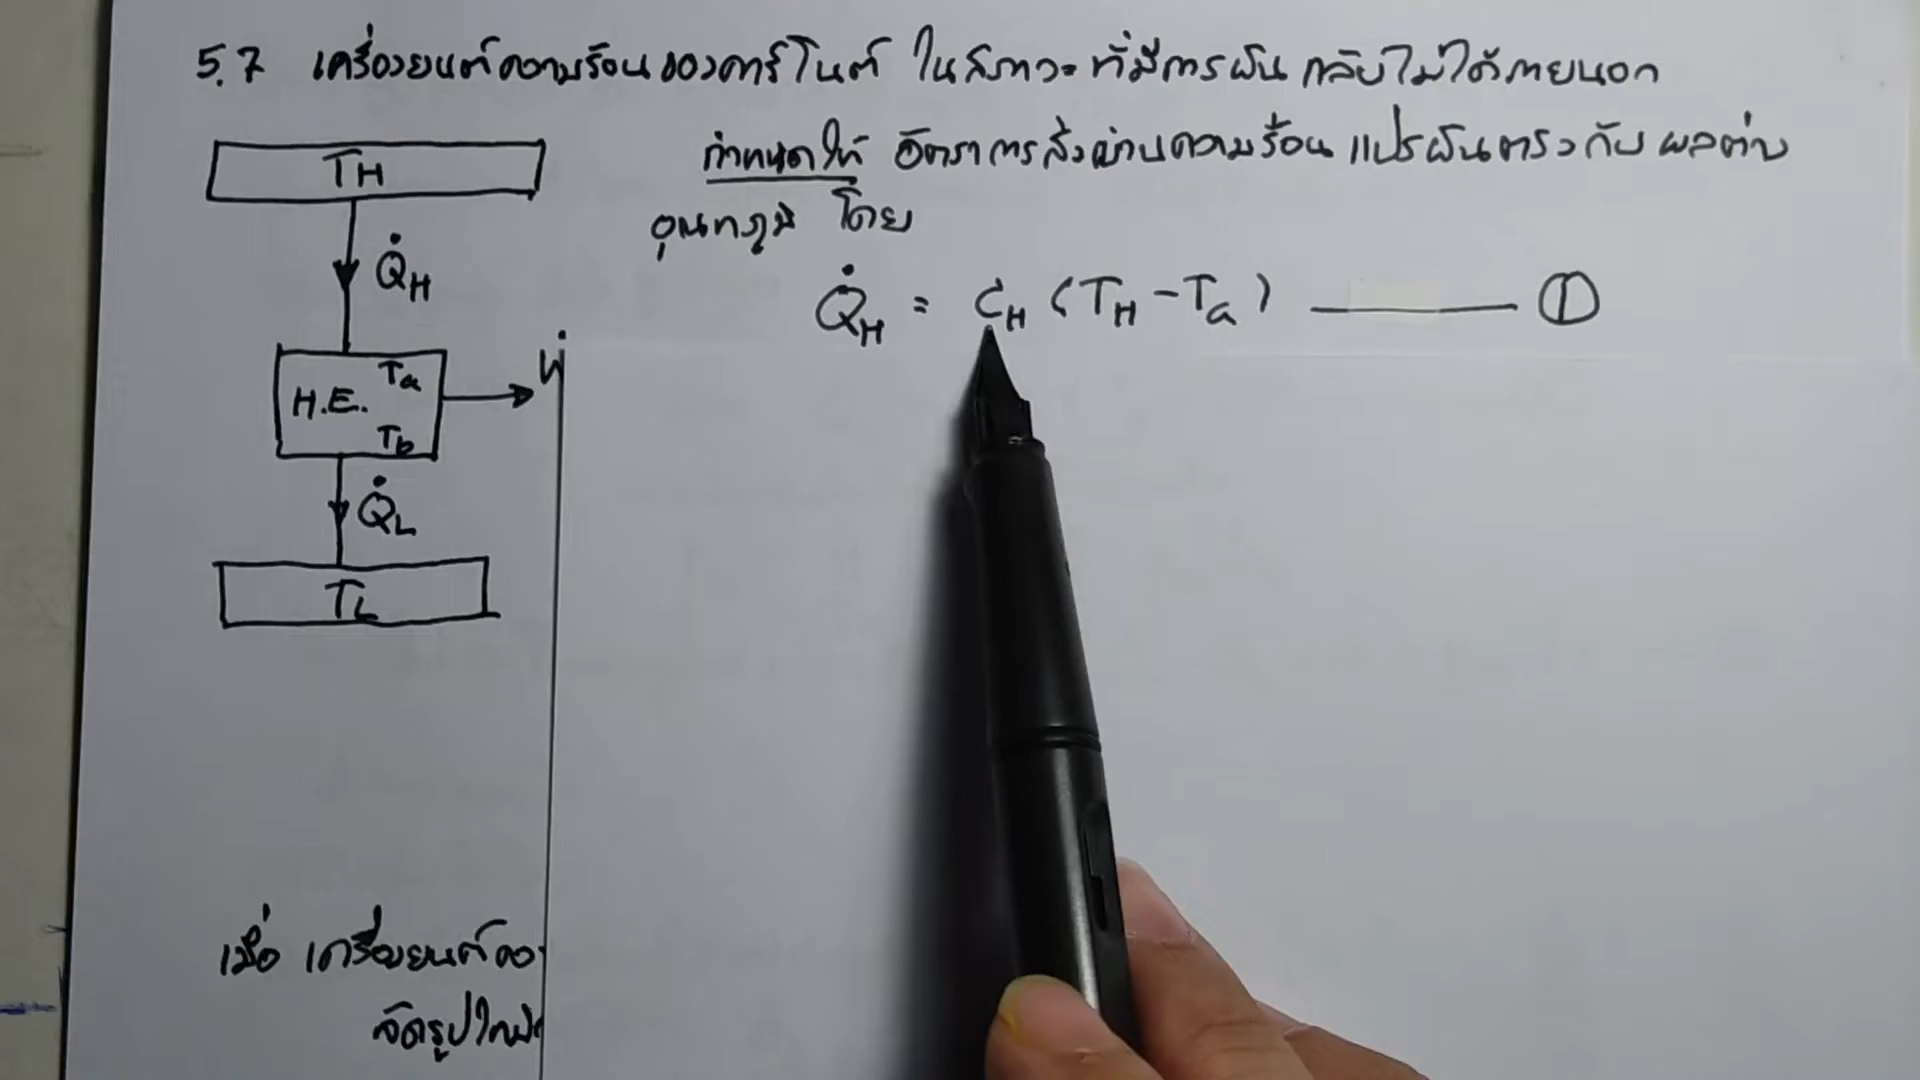 5.7 เครื่องยนต์ความร้อนของคาร์โนต์ ในสภาวะที่มีการผันกลับไม่ได้ภายนอก
กำหนดให้ อัตราการส่งผ่านความร้อนแปรผันตรงกับผลต่าง
อุณหภูมิ โดย
Q̇H = CH (TH - Ta) ①
TH
Q̇H
Ta
H.E.
Tb
Ẇ
Q̇L
TL
เมื่อ เครื่องยนต์คว
จัดรูปใหม่